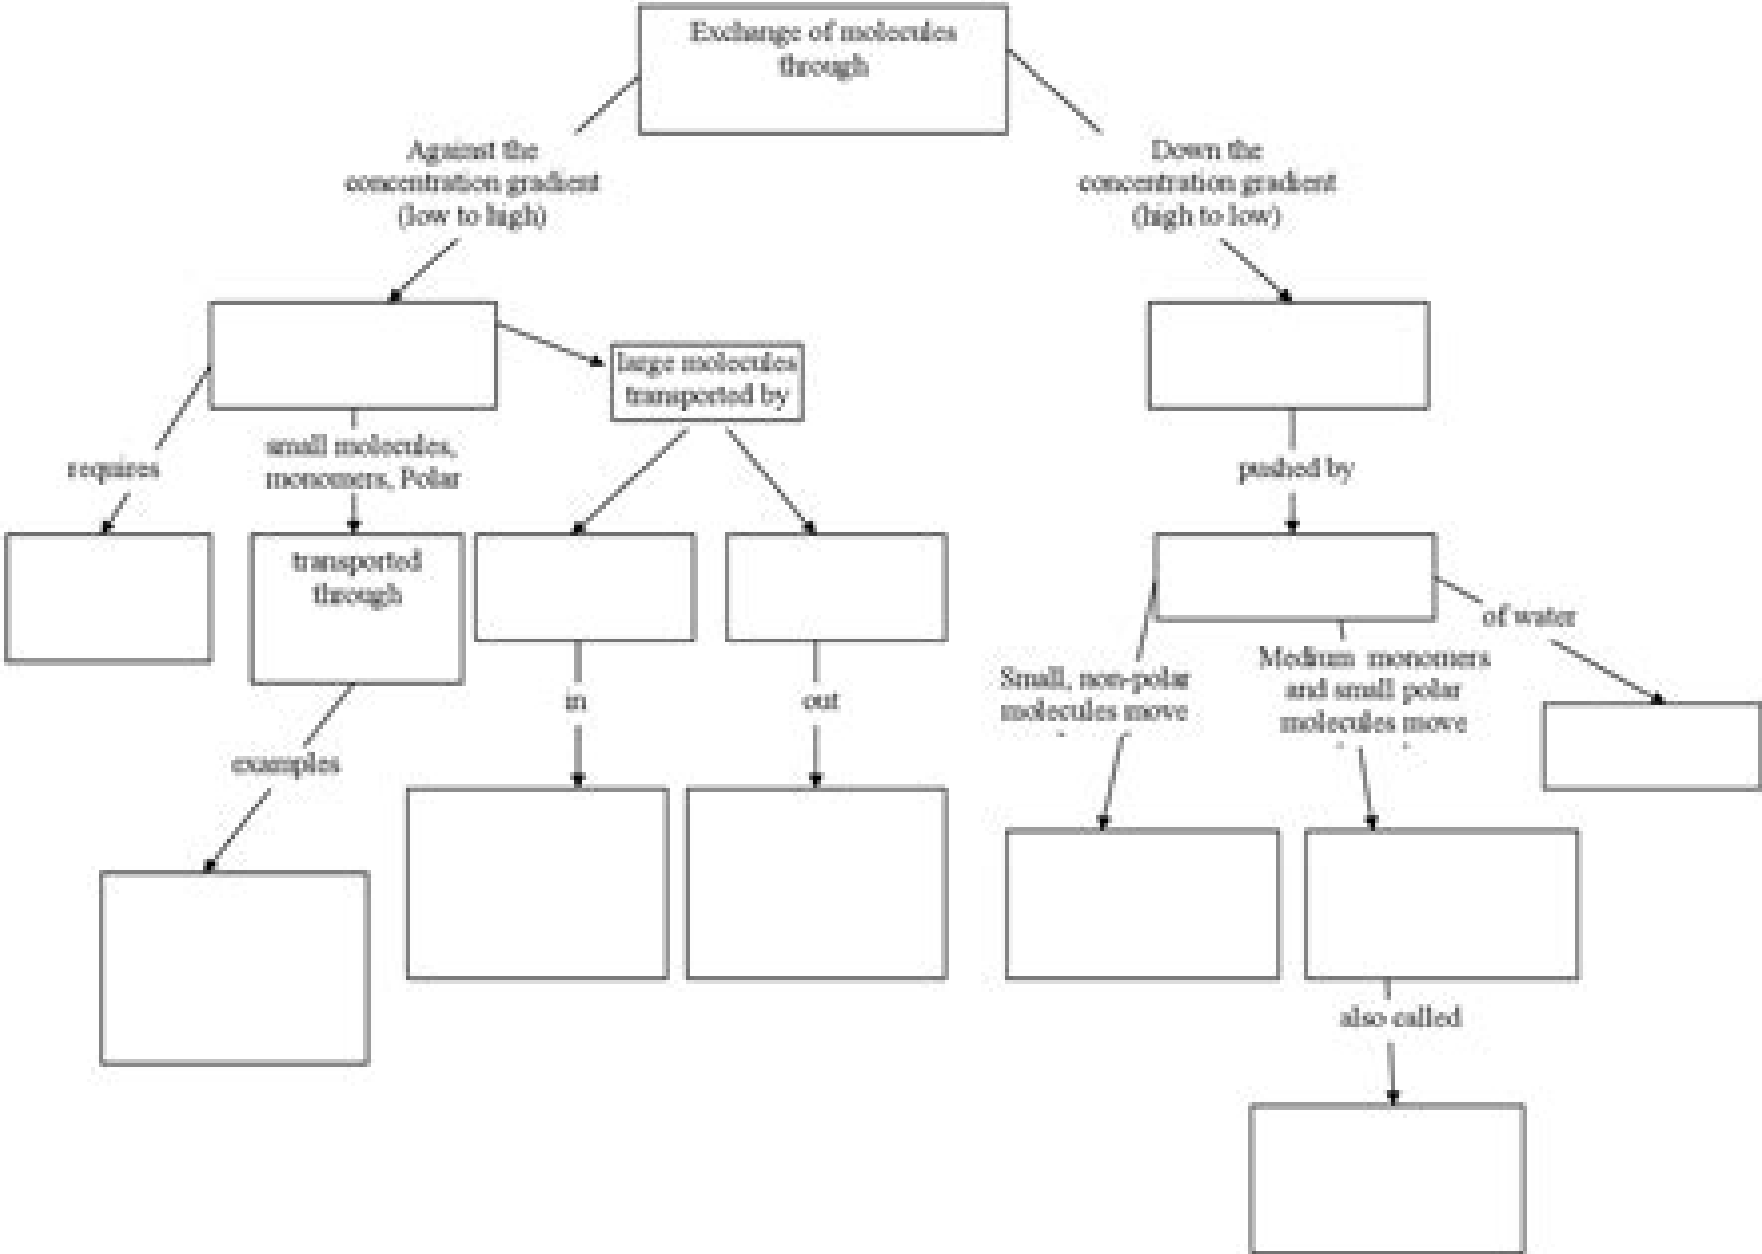 Exchange of molecules
through
Against the
concentration gradient
(low to high)
Down the
concentration gradient
(high to low)
large molecules
transported by
requires
small molecules,
monomers, Polar
pushed by
transported
through
of water
in
out
Small, non-polar
molecules move
Medium monomers
and small polar
molecules move
examples
also called